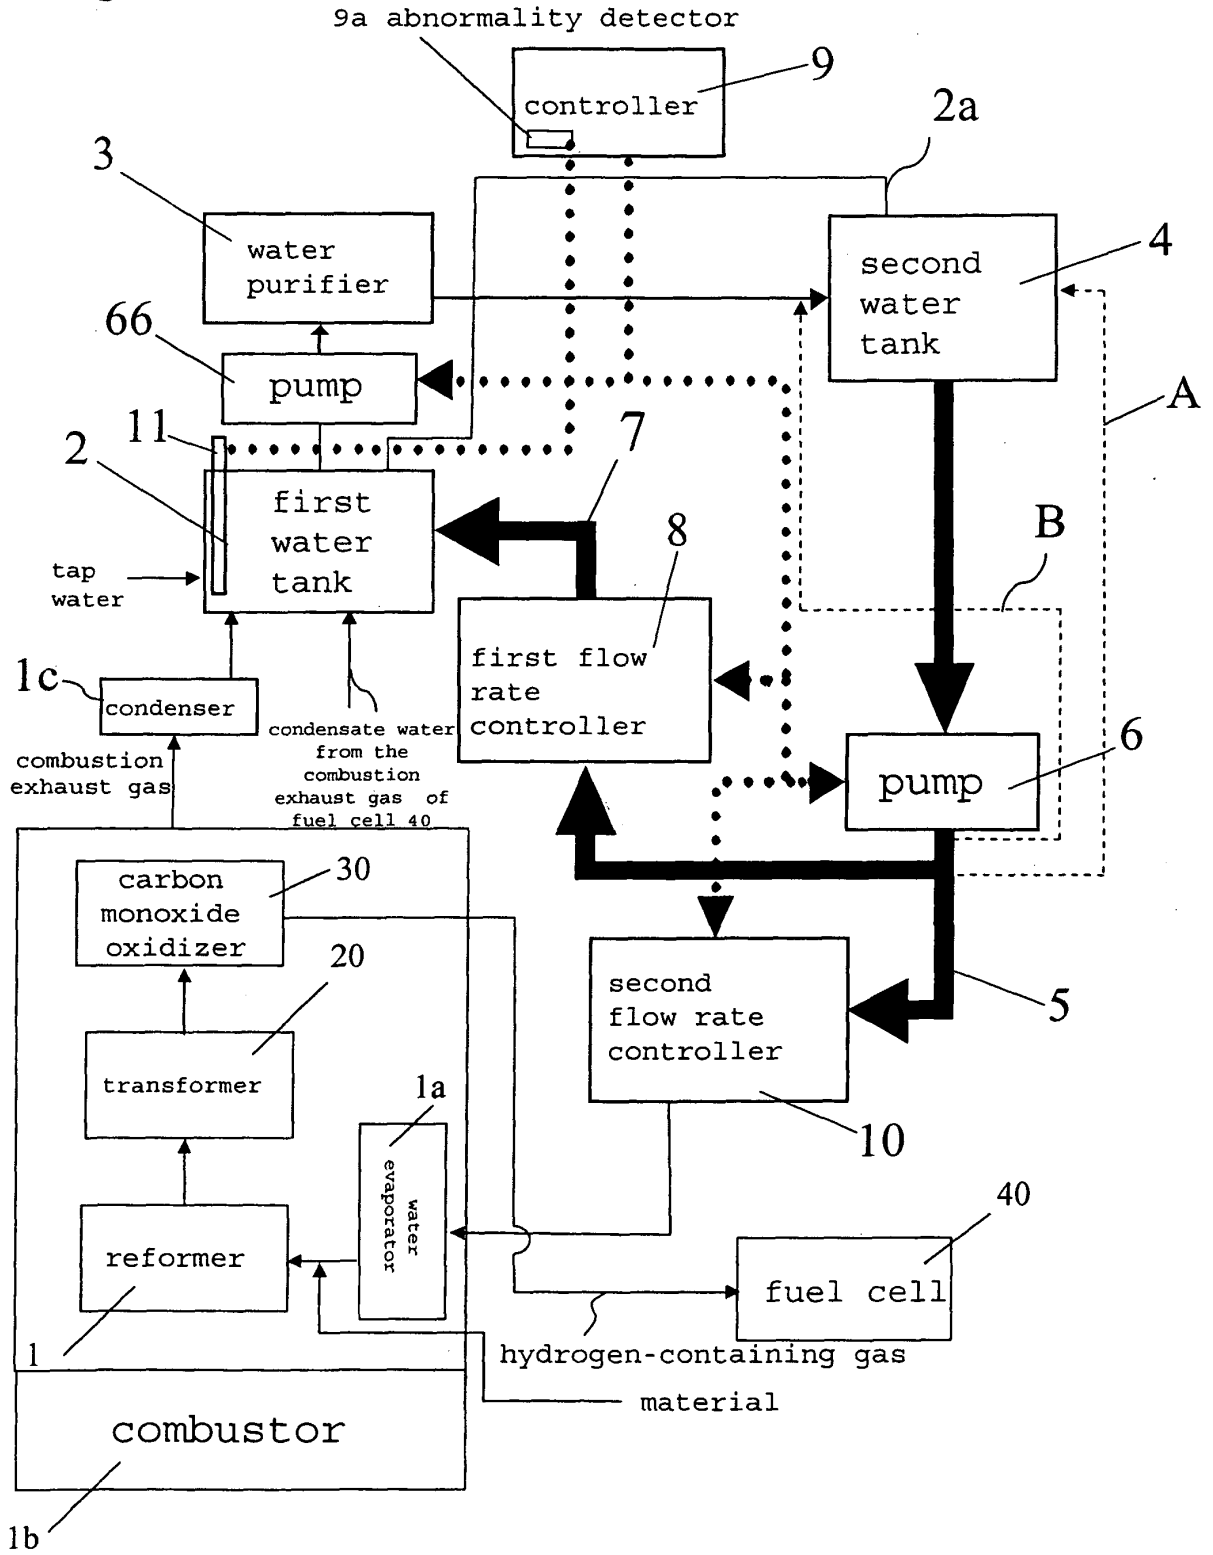 9a abnormality detector
9
controller
2a
3
water
purifier
4
second
water
tank
66
pump
A
11
2
7
first
water
tank
8
B
tap
water
first flow
rate
controller
1c
condenser
condensate water
from the
combustion
exhaust gas of
fuel cell 40
combustion
exhaust gas
6
pump
carbon
monoxide
oxidizer
30
20
second
flow rate
controller
5
transformer
1a
water
evaporator
10
40
reformer
fuel cell
1
hydrogen-containing gas
material
combustor
1b